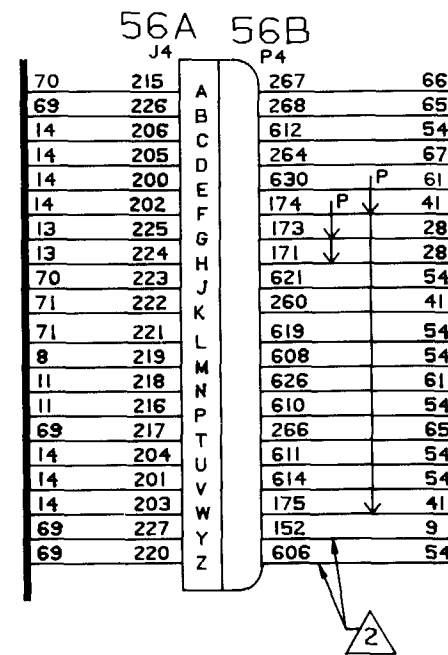 56A 56B
J4 P4
70 215 A 267 66
69 226 B 268 65
14 206 C 612 54
14 205 D 264 67
14 200 E 630 P 61
14 202 F 174 P 41
13 225 G 173 28
13 224 H 171 28
70 223 J 621 54
71 222 K 260 41
71 221 L 619 54
8 219 M 608 54
11 218 N 626 61
11 216 P 610 54
69 217 T 266 65
14 204 U 611 54
14 201 V 614 54
14 203 W 175 41
69 227 Y 152 9
69 220 Z 606 54
2